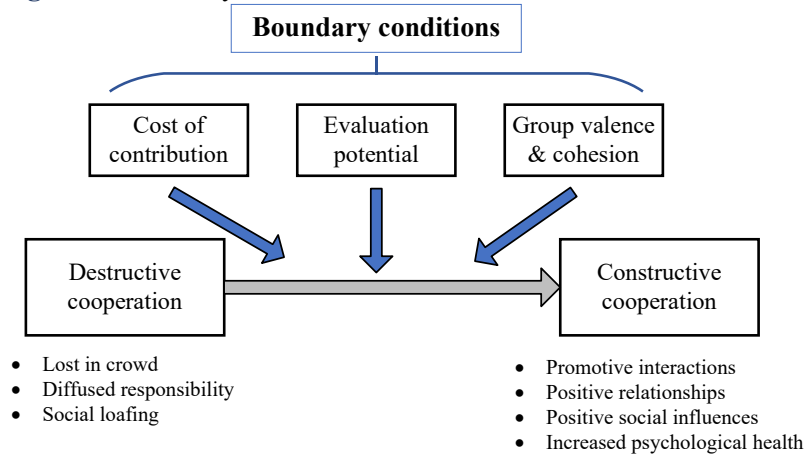 Boundary conditions
Cost of
contribution
Evaluation
potential
Group valence
& cohesion
Destructive
cooperation
Constructive
cooperation
• Lost in crowd
• Diffused responsibility
• Social loafing
• Promotive interactions
• Positive relationships
• Positive social influences
• Increased psychological health